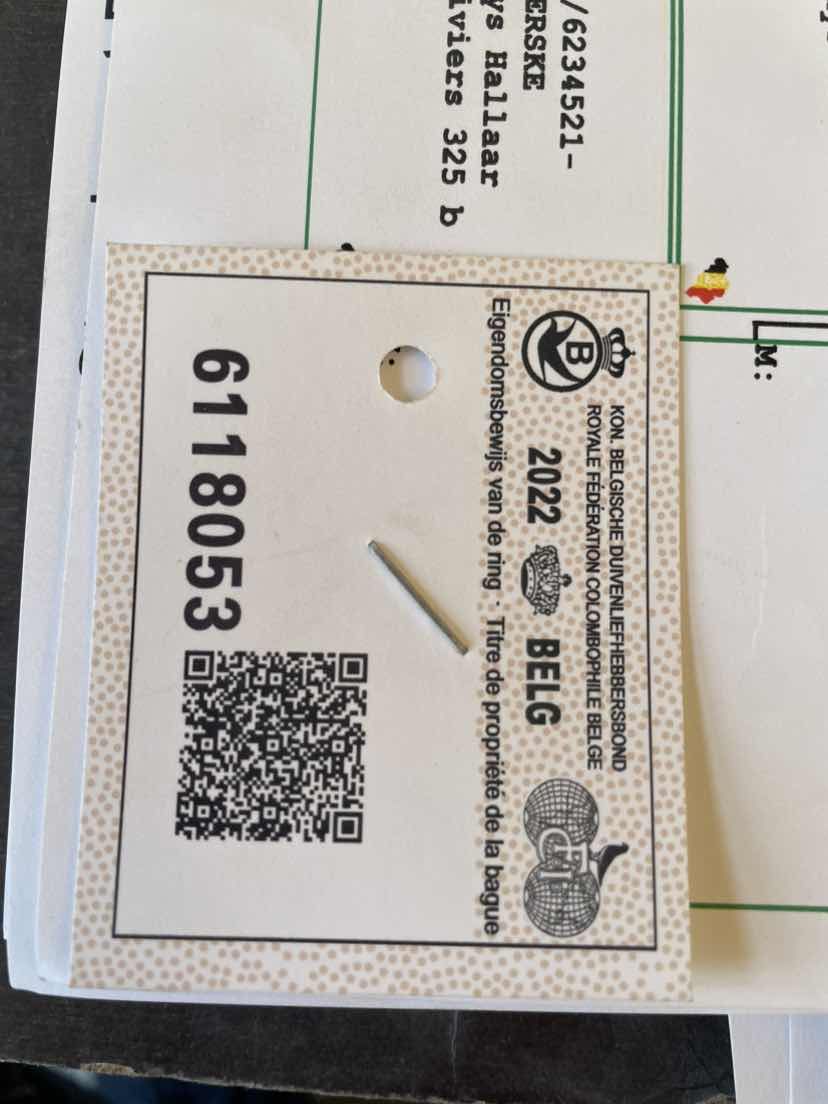 /6234521-
ERSKE
ys Hallaar
iviers 325 b
M:
KON. BELGISCHE DUIVENLIEFHEBBERSBOND
ROYALE FÉDÉRATION COLOMBOPHILE BELGE
B
2022 BELG
FCI
Eigendomsbewijs van de ring · Titre de propriété de la bague
6118053